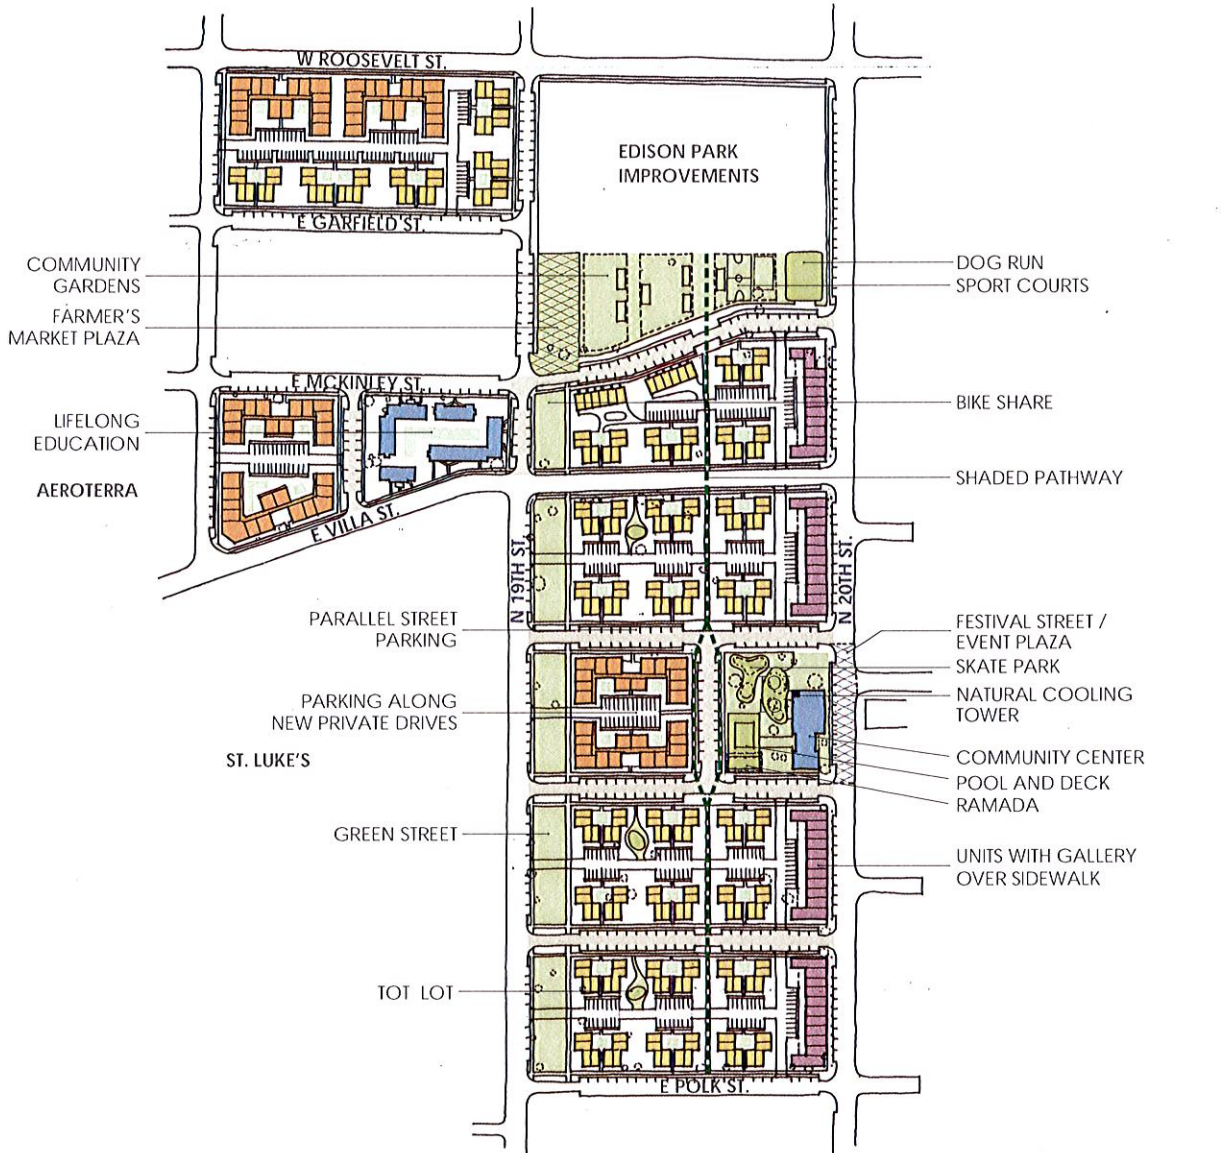 W ROOSEVELT ST.
EDISON PARK
IMPROVEMENTS
E GARFIELD ST.
COMMUNITY
GARDENS
FARMER'S
MARKET PLAZA
DOG RUN
SPORT COURTS
E MCKINLEY ST.
LIFELONG
EDUCATION
AEROTERRA
E VILLA ST.
BIKE SHARE
SHADED PATHWAY
N 19TH ST.
N 20TH ST.
PARALLEL STREET
PARKING
PARKING ALONG
NEW PRIVATE DRIVES
ST. LUKE'S
FESTIVAL STREET /
EVENT PLAZA
SKATE PARK
NATURAL COOLING
TOWER
COMMUNITY CENTER
POOL AND DECK
RAMADA
GREEN STREET
UNITS WITH GALLERY
OVER SIDEWALK
TOT LOT
E POLK ST.